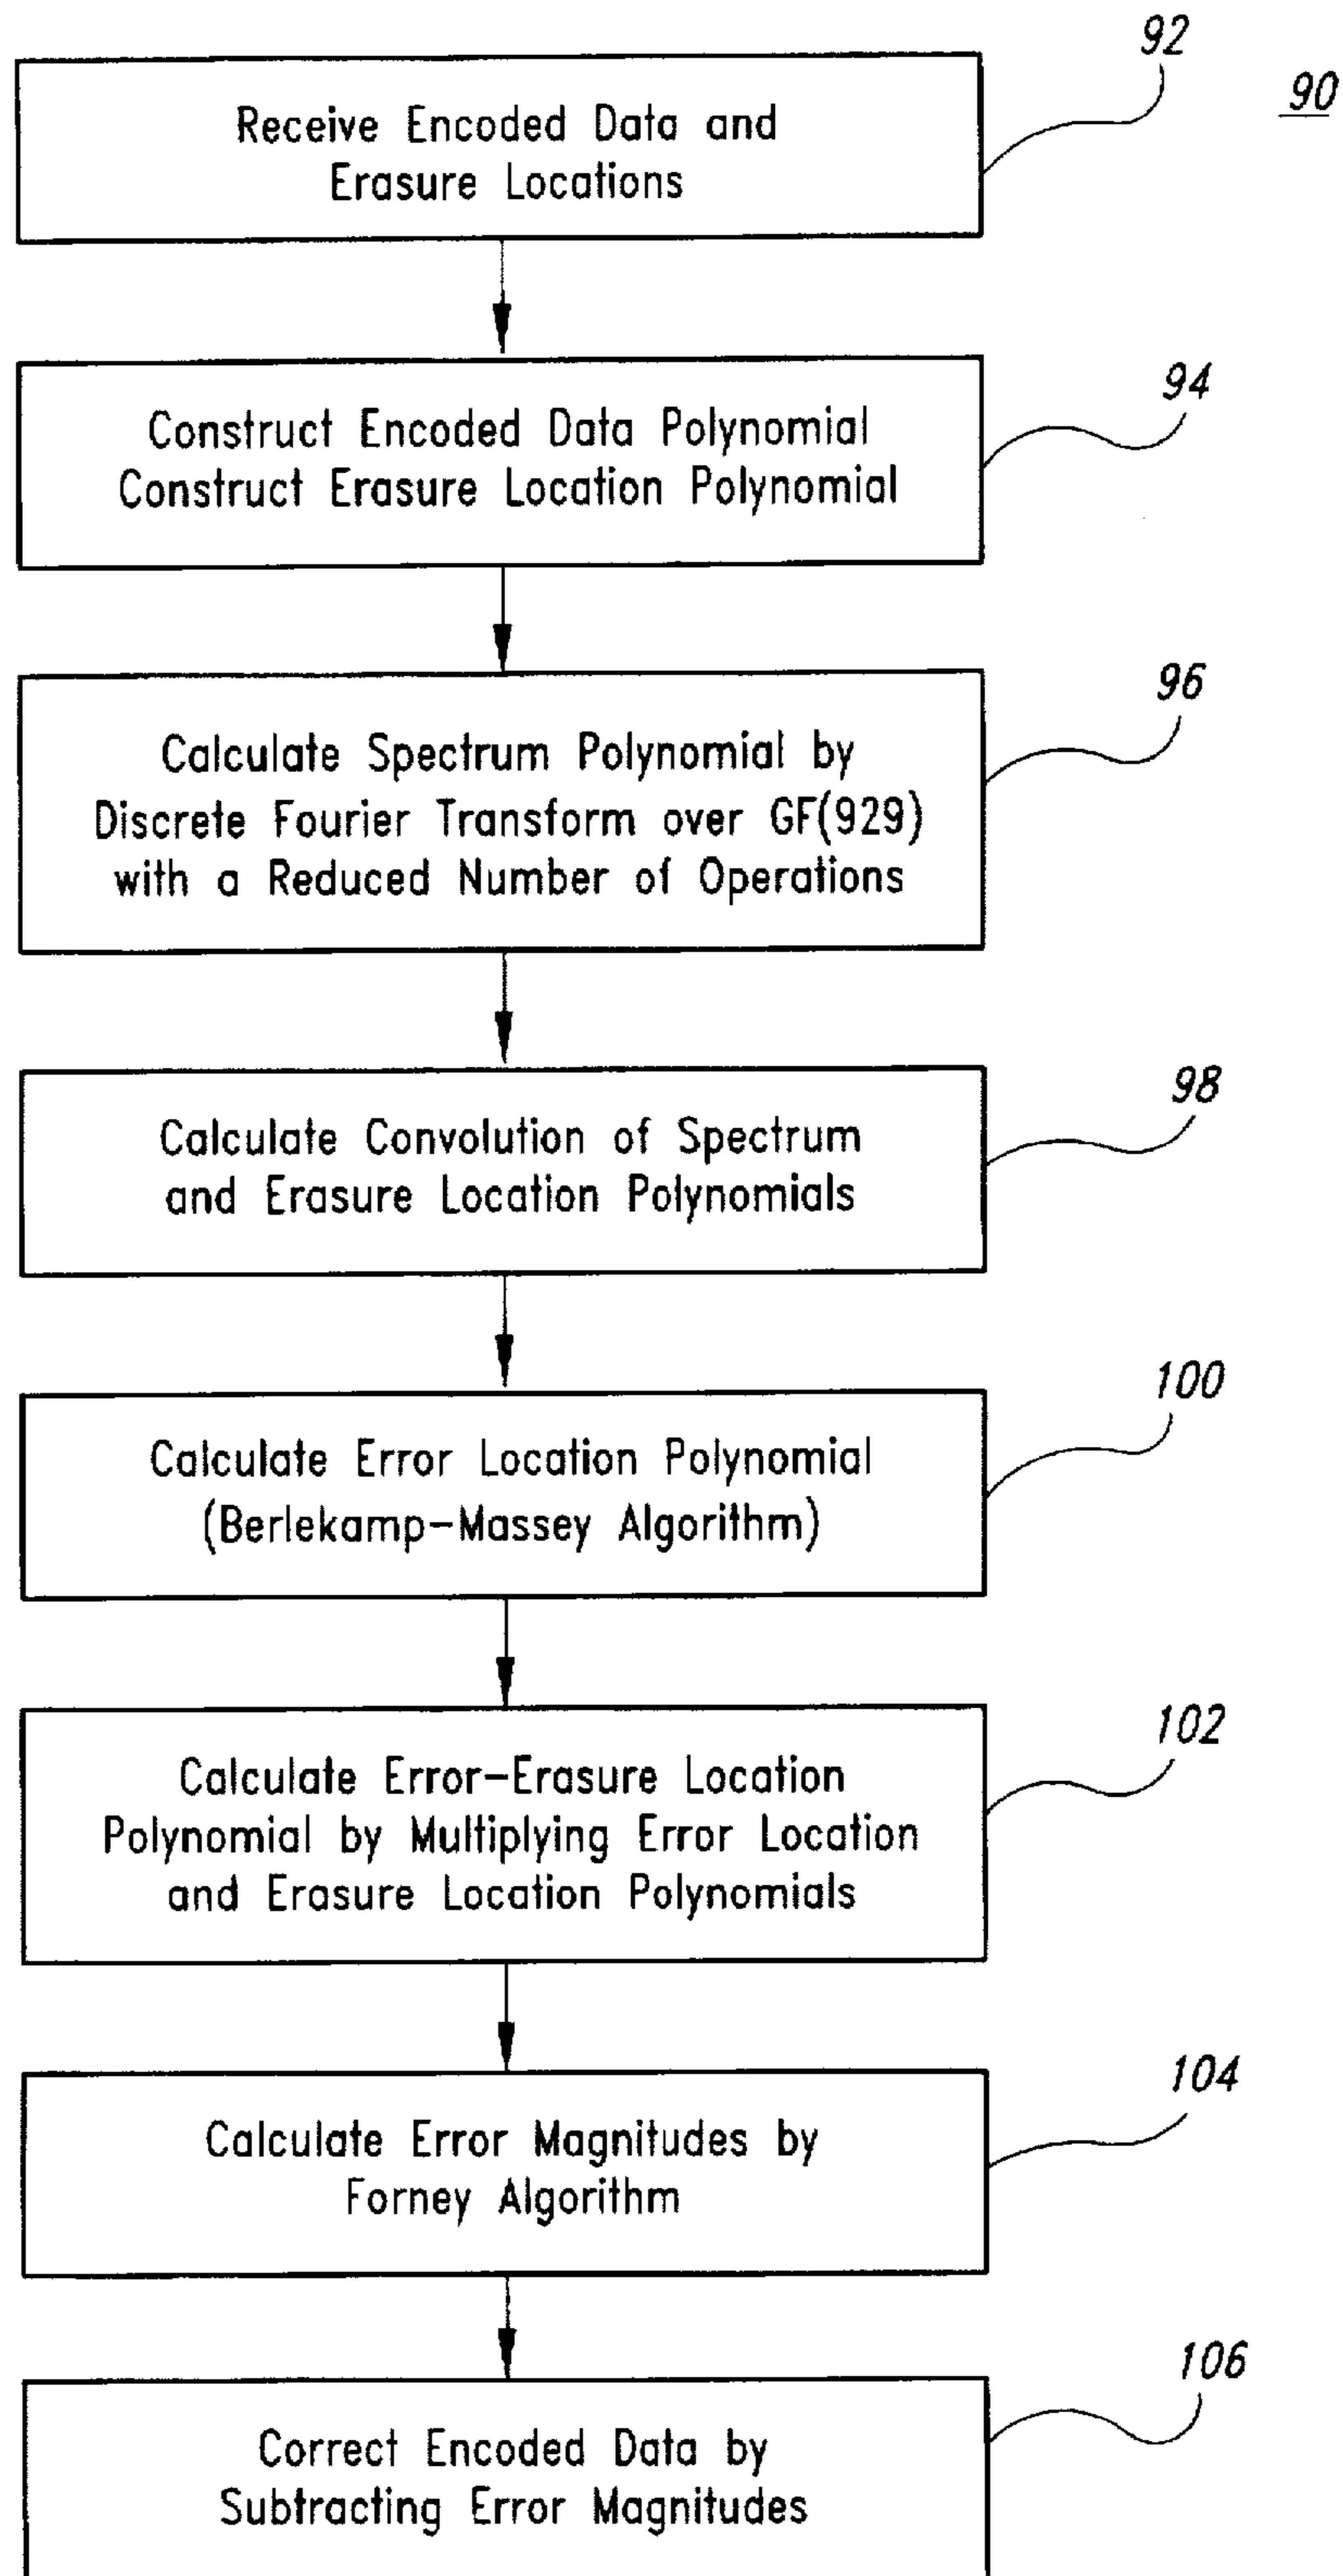 92
90
Receive Encoded Data and
Erasure Locations
94
Construct Encoded Data Polynomial
Construct Erasure Location Polynomial
96
Calculate Spectrum Polynomial by
Discrete Fourier Transform over GF(929)
with a Reduced Number of Operations
98
Calculate Convolution of Spectrum
and Erasure Location Polynomials
100
Calculate Error Location Polynomial
(Berlekamp-Massey Algorithm)
102
Calculate Error-Erasure Location
Polynomial by Multiplying Error Location
and Erasure Location Polynomials
104
Calculate Error Magnitudes by
Forney Algorithm
106
Correct Encoded Data by
Subtracting Error Magnitudes